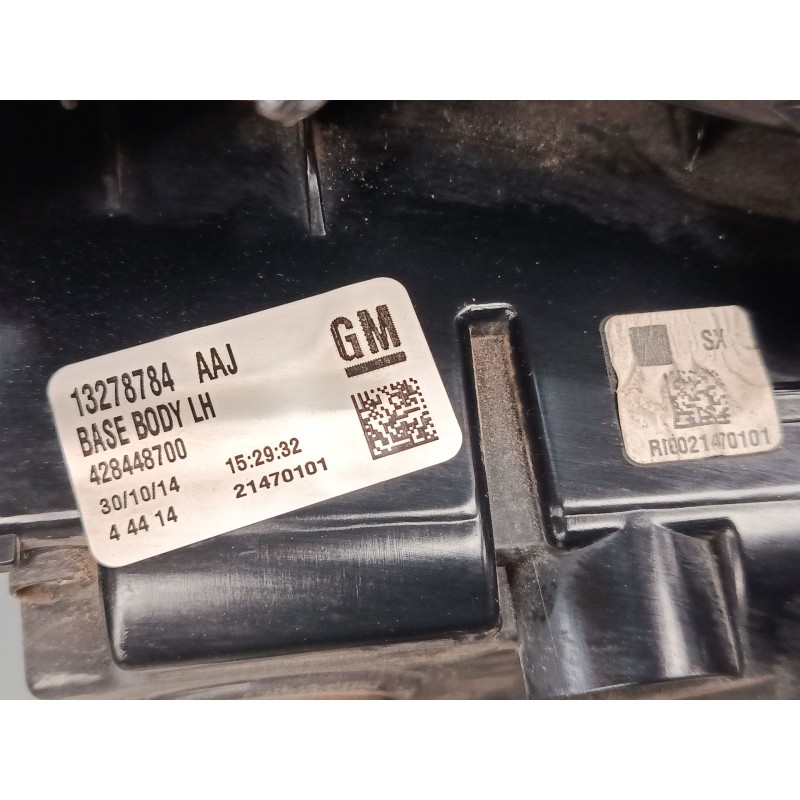 GM
13278784 AAJ
BASE BODY LH
428448700
30/10/14 15:29:32
4 44 14 21470101
SX
RI0021470101